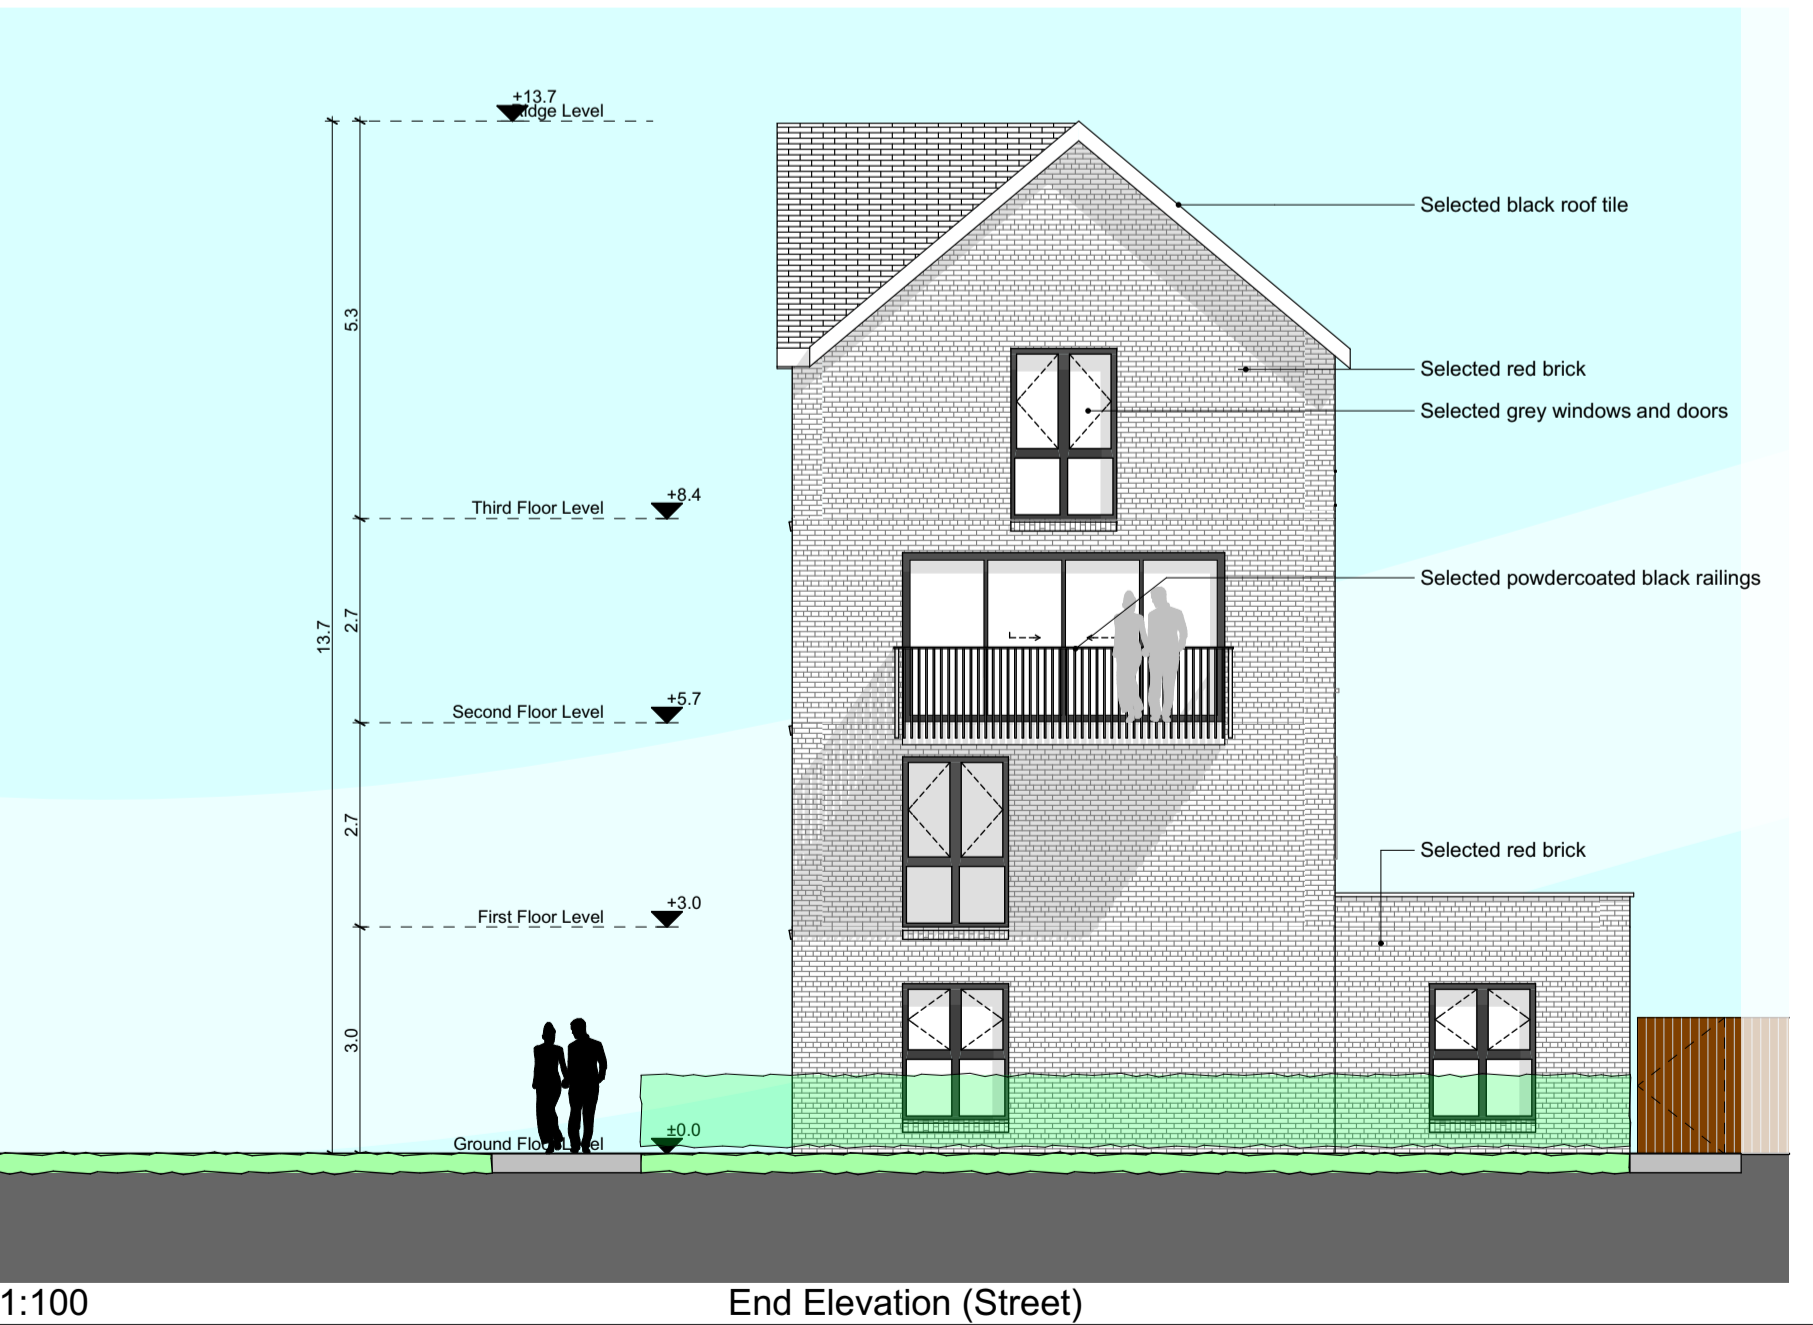 +13.7
Ridge Level
Selected black roof tile
5.3
Selected red brick
Selected grey windows and doors
Third Floor Level
+8.4
Selected powdercoated black railings
13.7
2.7
Second Floor Level
+5.7
2.7
Selected red brick
First Floor Level
+3.0
3.0
Ground Floor Level
±0.0
1:100
End Elevation (Street)